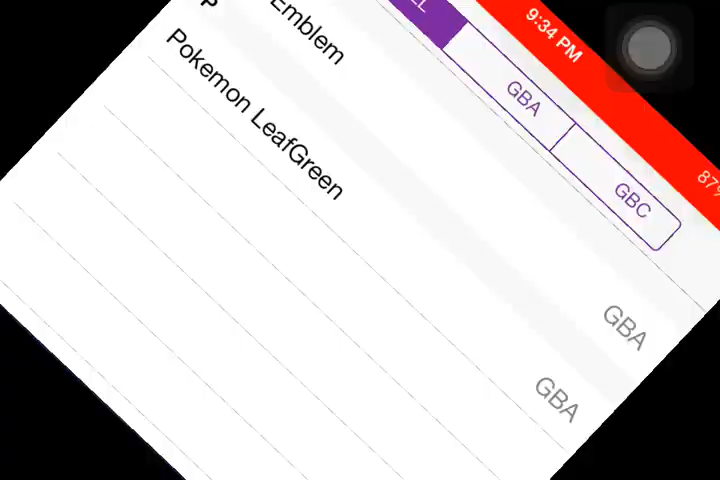 9:34 PM
87%
GBA
GBC
Emblem
GBA
P
Pokemon LeafGreen
GBA